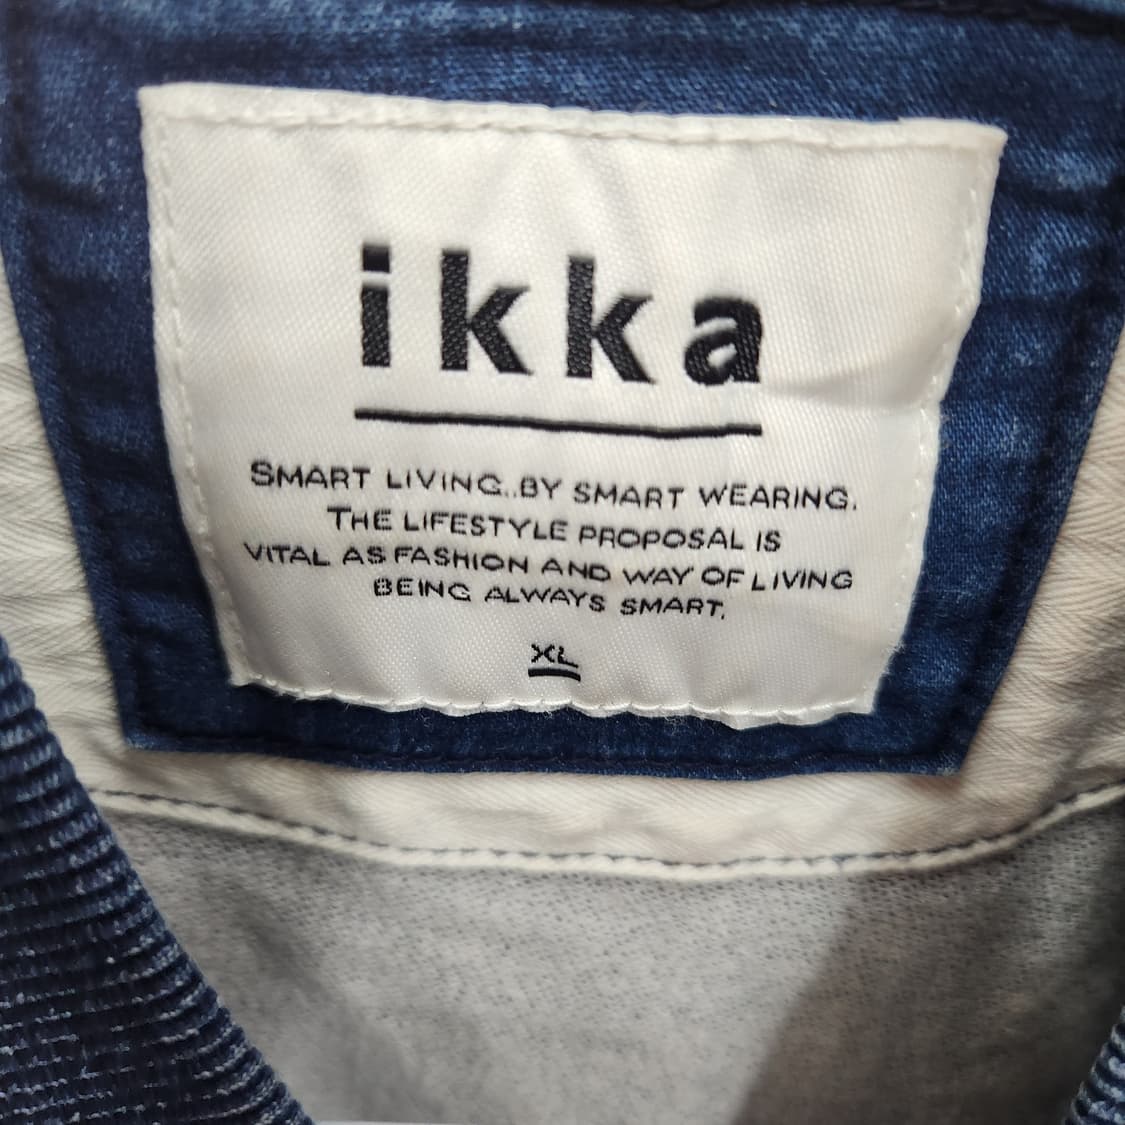 ikka
SMART LIVING..BY SMART WEARING.
THE LIFESTYLE PROPOSAL IS
VITAL AS FASHION AND WAY OF LIVING
BEING ALWAYS SMART.
XL